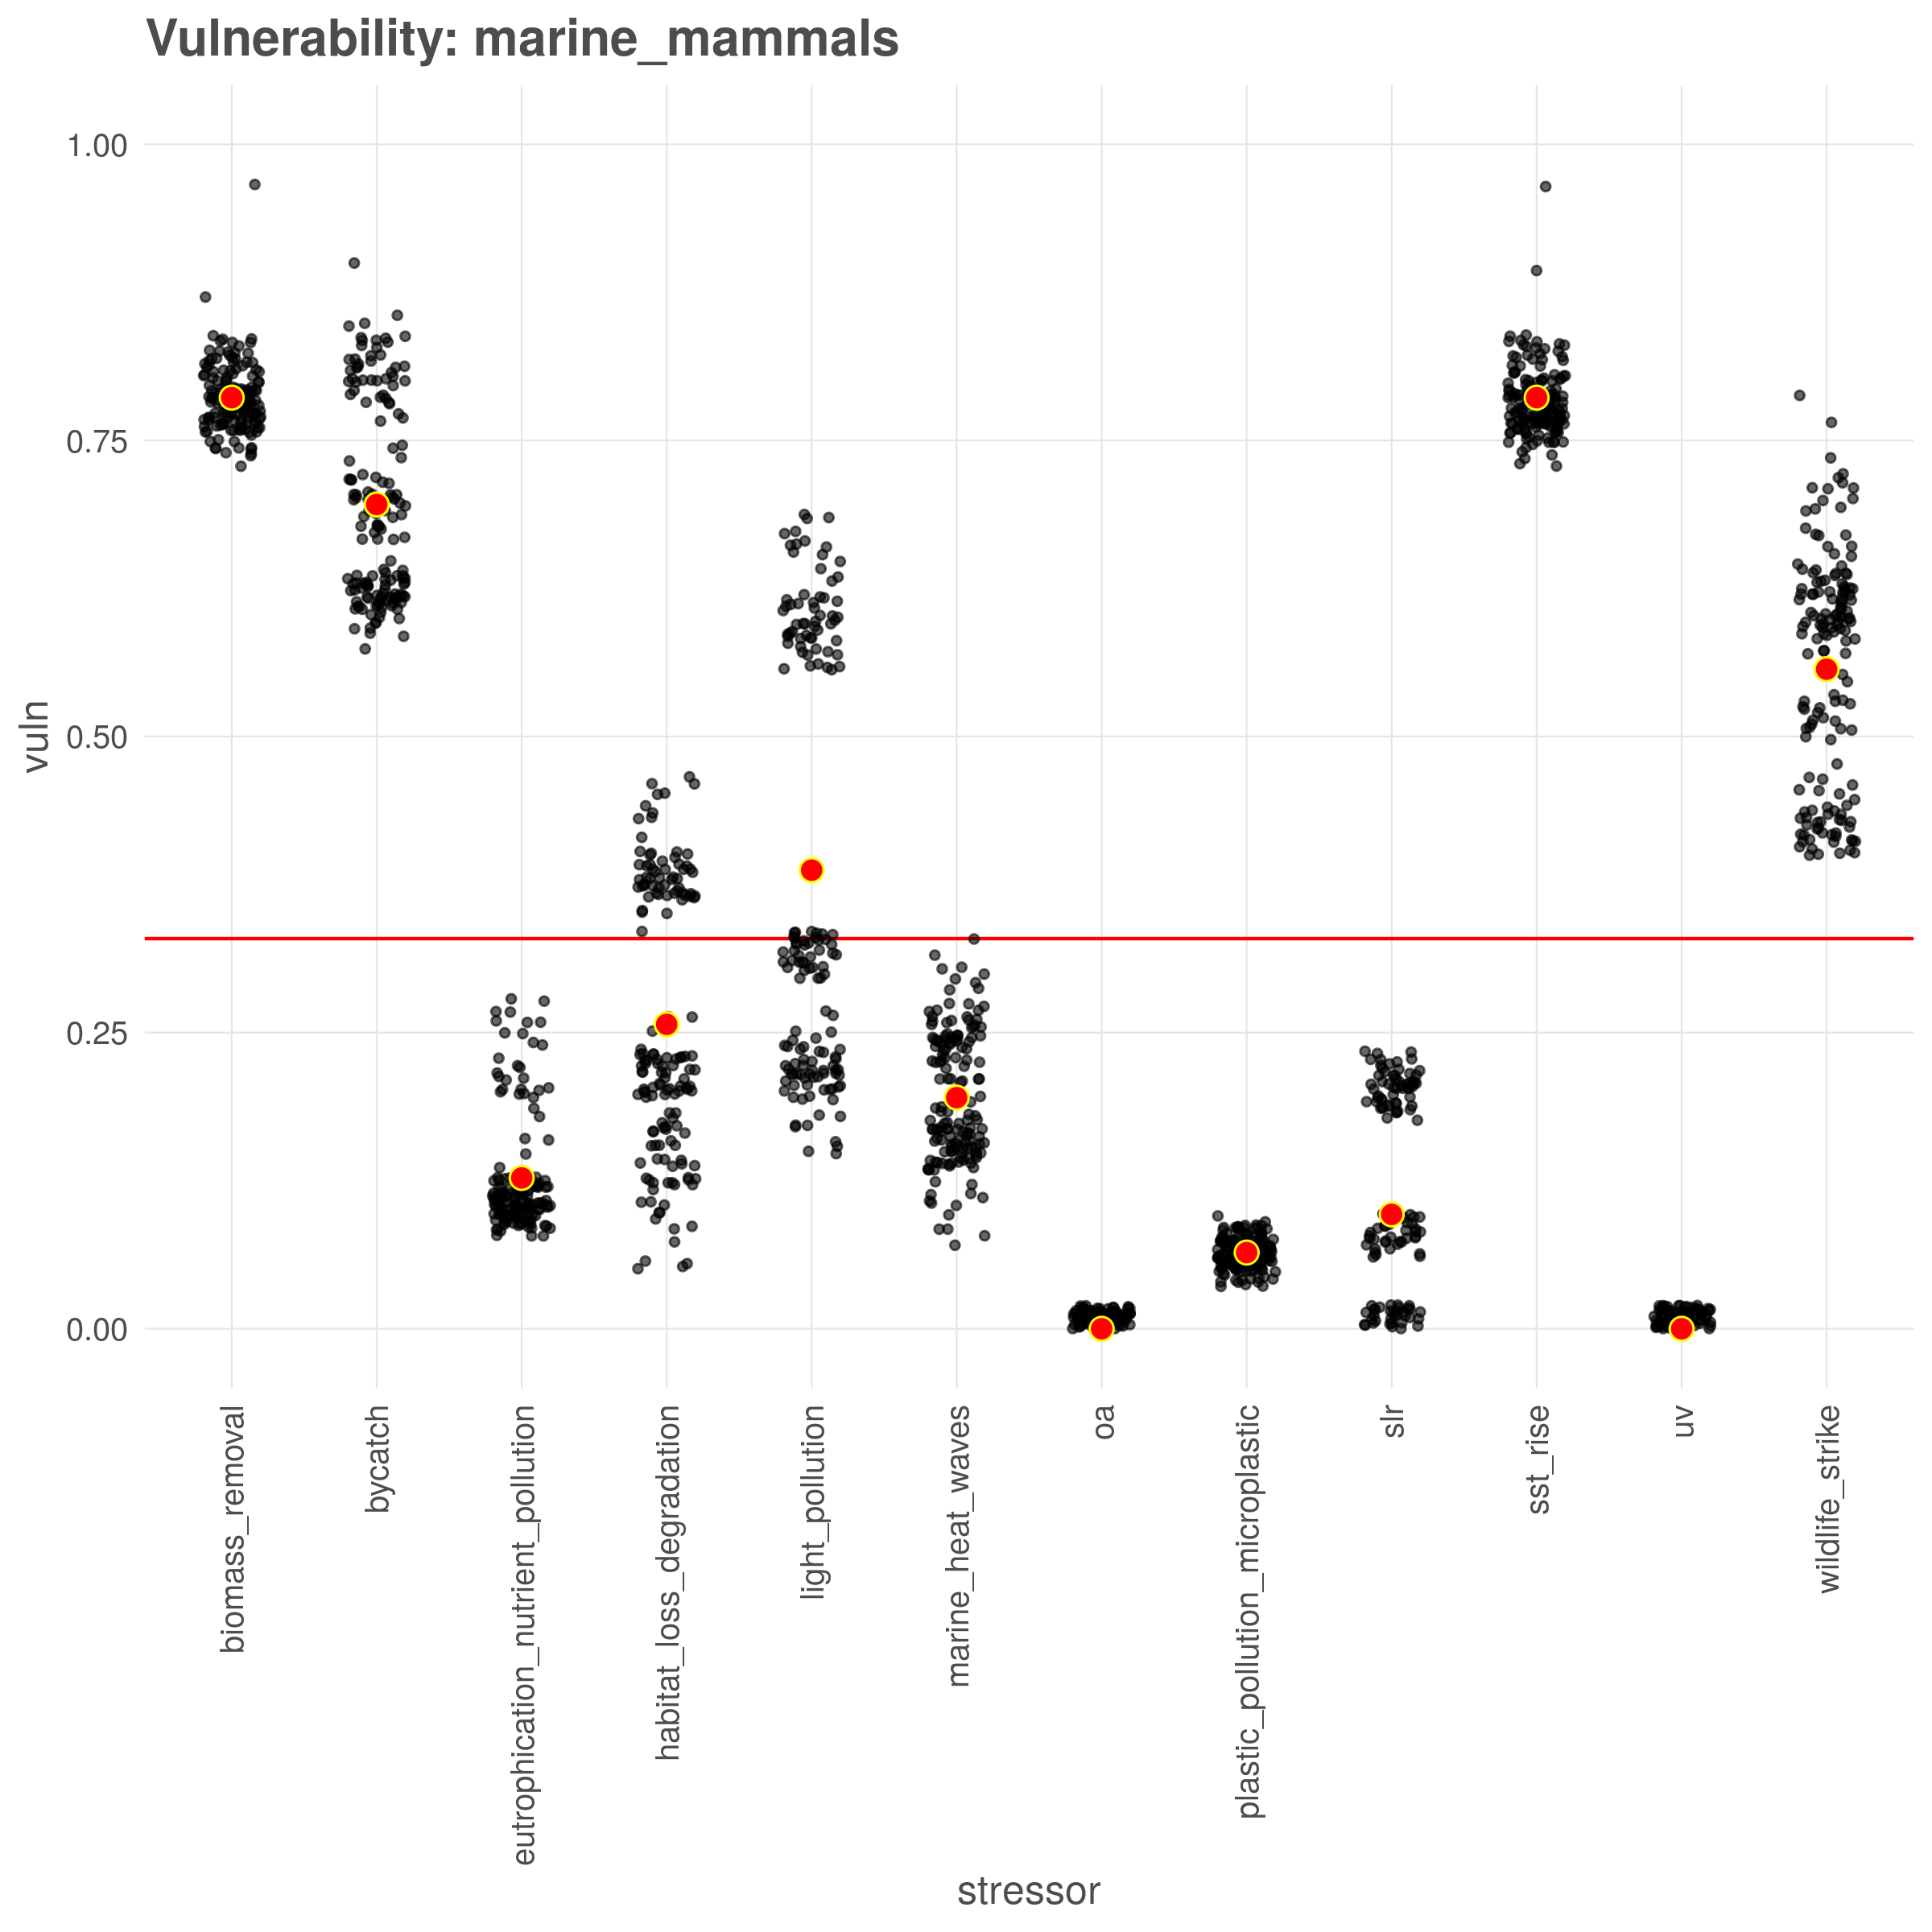 Vulnerability: marine_mammals
vuln
1.00
0.75
0.50
0.25
0.00
biomass_removal
bycatch
eutrophication_nutrient_pollution
habitat_loss_degradation
light_pollution
marine_heat_waves
oa
plastic_pollution_microplastic
slr
sst_rise
uv
wildlife_strike
stressor